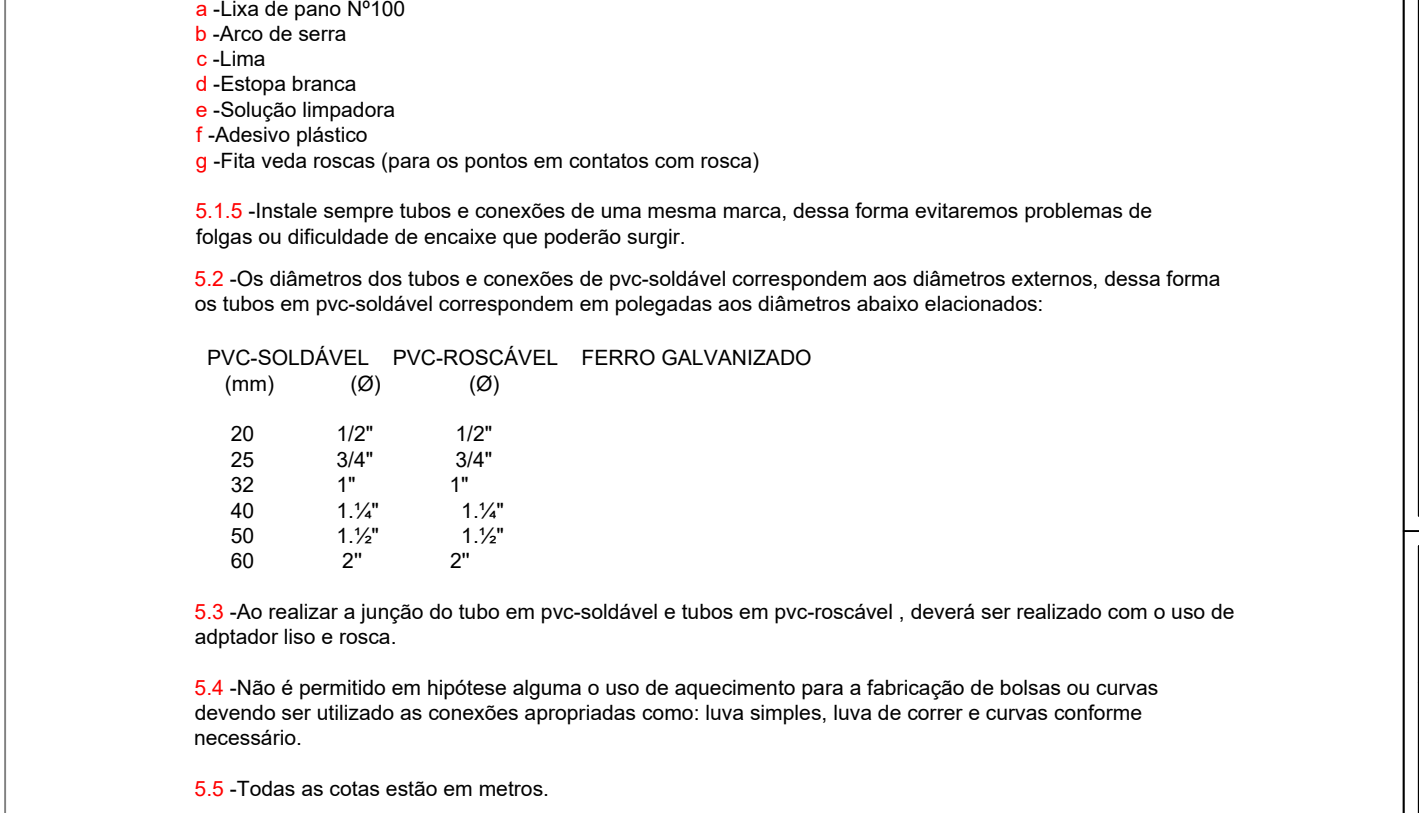 a -Lixa de pano Nº100
b -Arco de serra
c -Lima
d -Estopa branca
e -Solução limpadora
f -Adesivo plástico
g -Fita veda roscas (para os pontos em contatos com rosca)
5.1.5 -Instale sempre tubos e conexões de uma mesma marca, dessa forma evitaremos problemas de
folgas ou dificuldade de encaixe que poderão surgir.
5.2 -Os diâmetros dos tubos e conexões de pvc-soldável correspondem aos diâmetros externos, dessa forma
os tubos em pvc-soldável correspondem em polegadas aos diâmetros abaixo elacionados:
PVC-SOLDÁVEL PVC-ROSCÁVEL FERRO GALVANIZADO
(mm) (Ø) (Ø)
20 1/2" 1/2"
25 3/4" 3/4"
32 1" 1"
40 1.¼" 1.¼"
50 1.½" 1.½"
60 2" 2"
5.3 -Ao realizar a junção do tubo em pvc-soldável e tubos em pvc-roscável , deverá ser realizado com o uso de
adptador liso e rosca.
5.4 -Não é permitido em hipótese alguma o uso de aquecimento para a fabricação de bolsas ou curvas
devendo ser utilizado as conexões apropriadas como: luva simples, luva de correr e curvas conforme
necessário.
5.5 -Todas as cotas estão em metros.